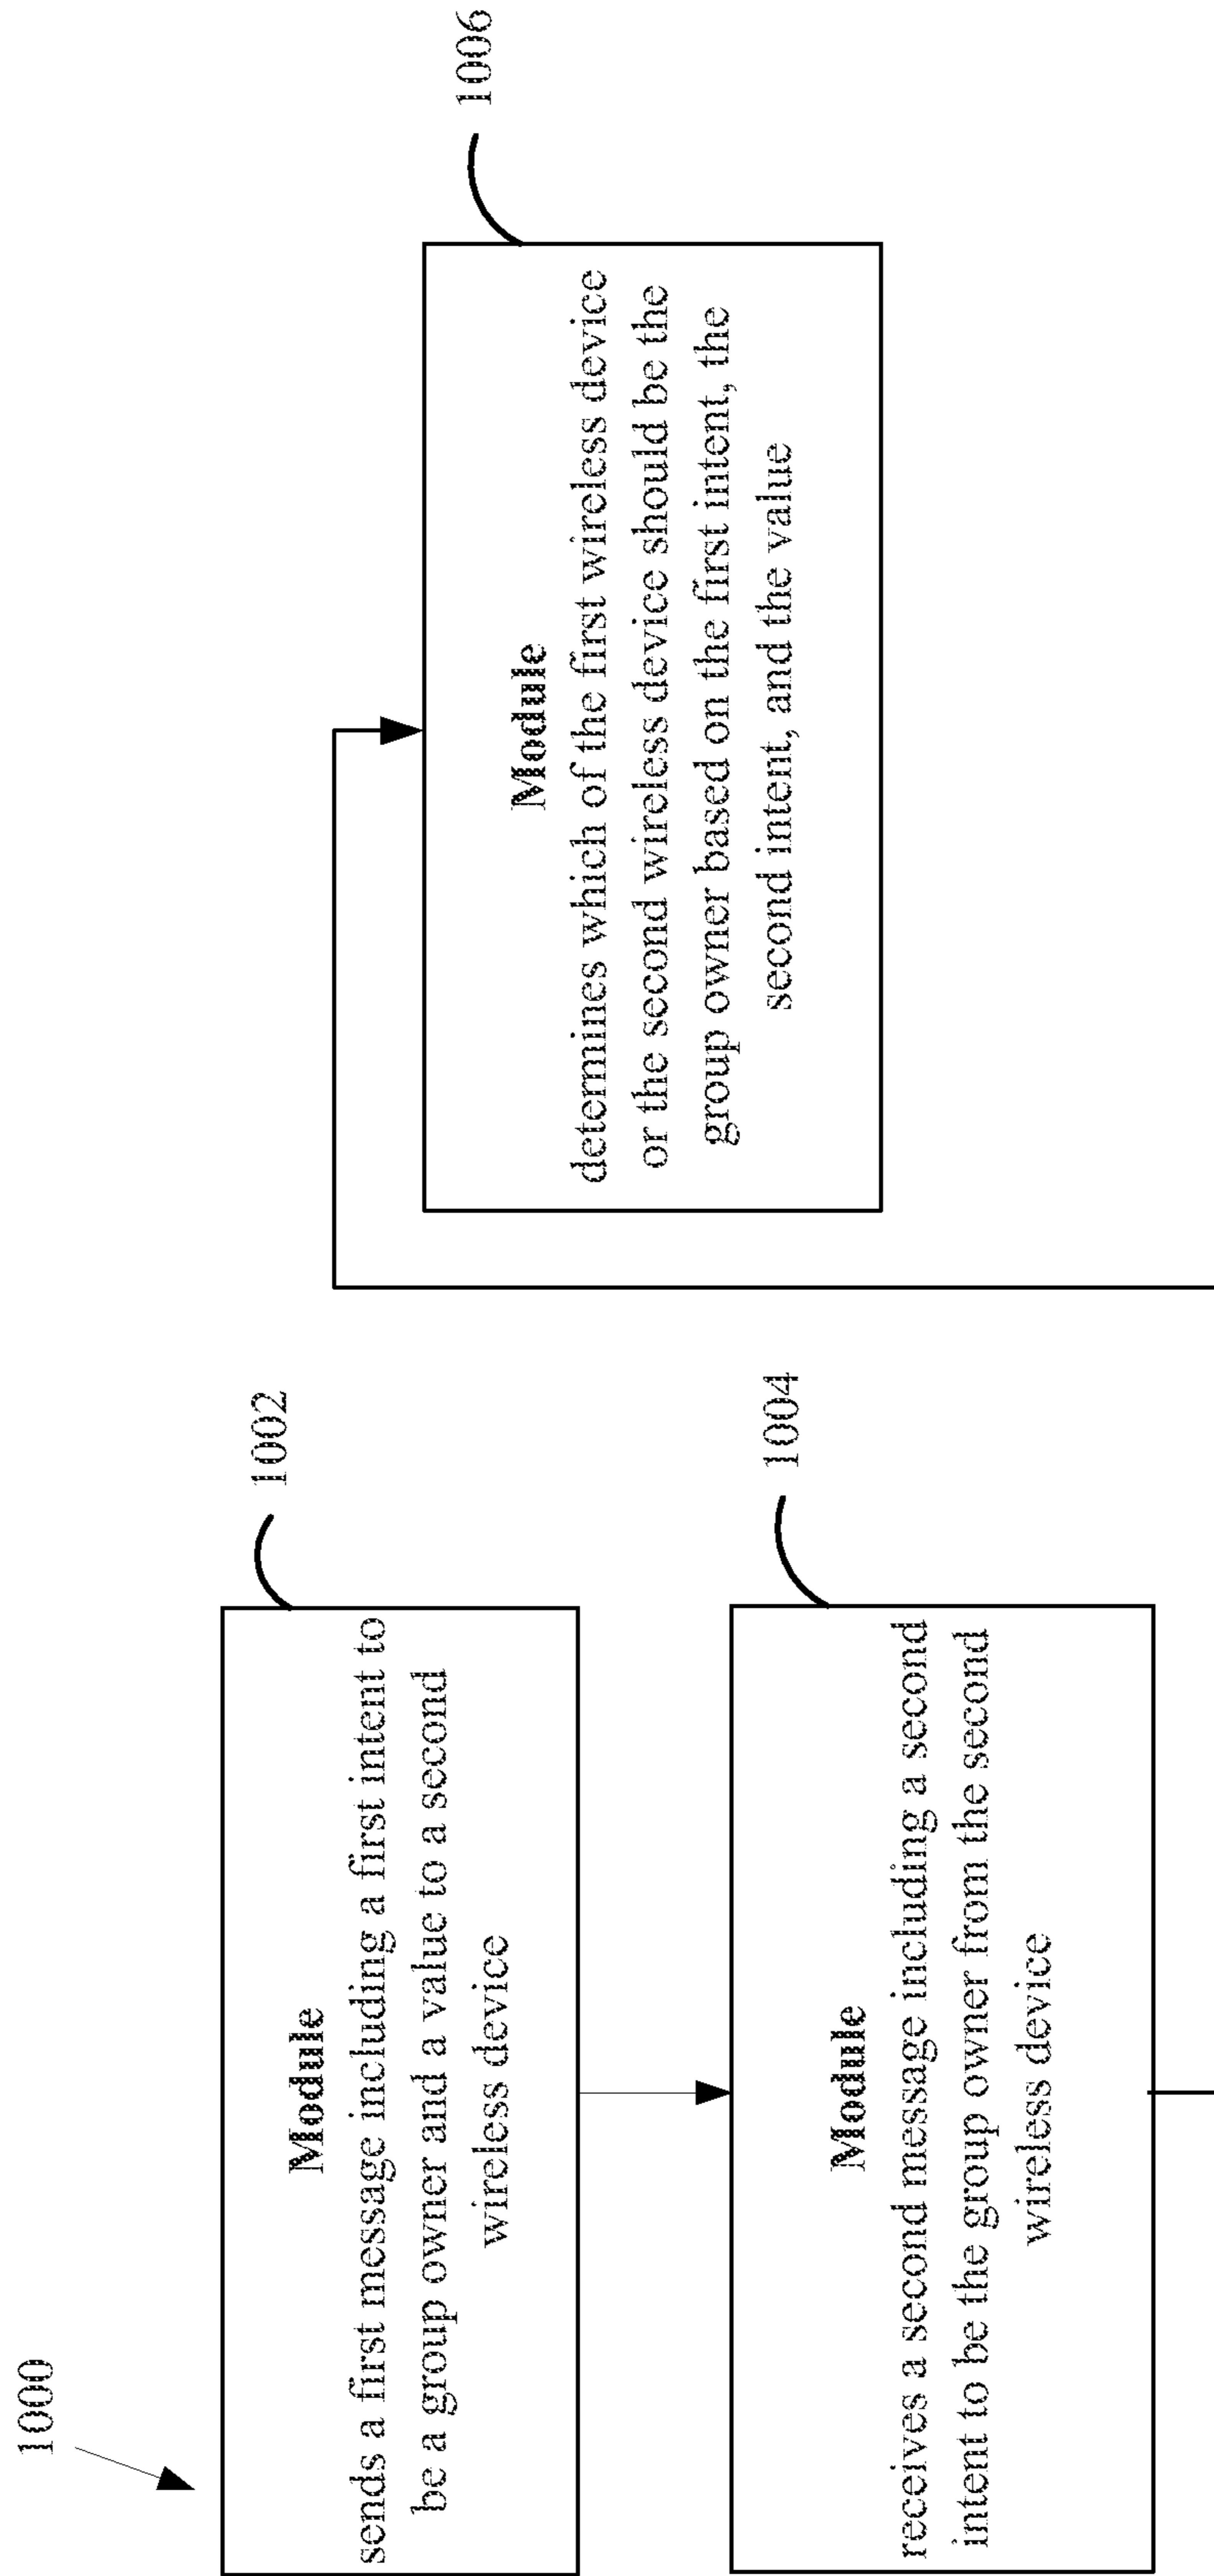 1000
1002
Module
sends a first message including a first intent to
be a group owner and a value to a second
wireless device
1004
Module
receives a second message including a second
intent to be the group owner from the second
wireless device
1006
Module
determines which of the first wireless device
or the second wireless device should be the
group owner based on the first intent, the
second intent, and the value